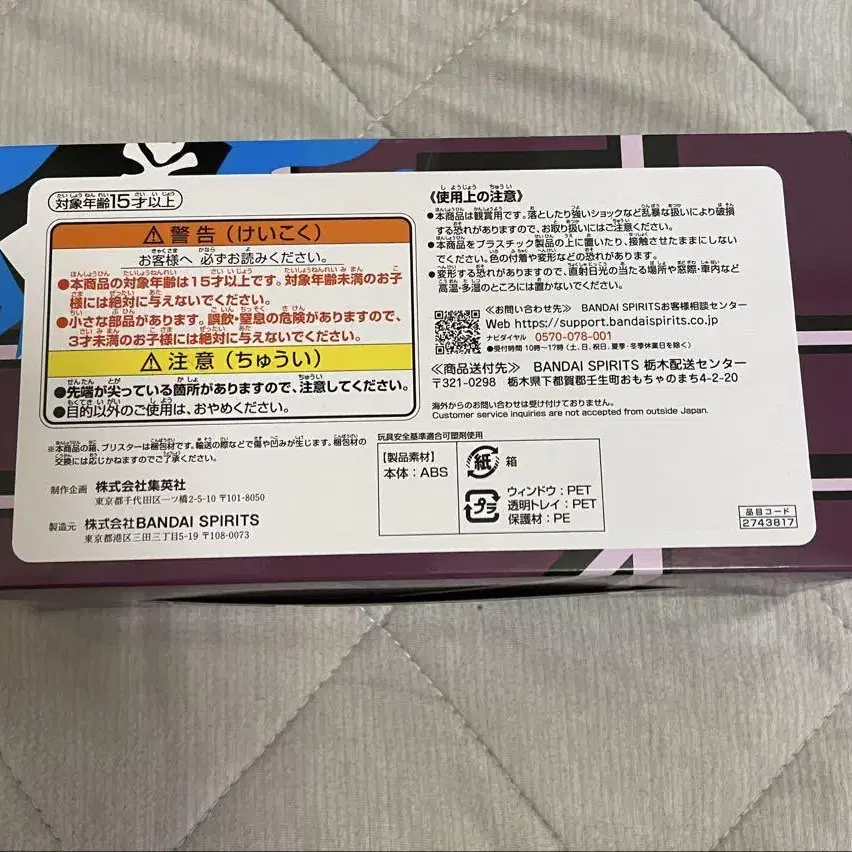 対象年齢15才以上
⚠警告(けいこく)
お客様へ 必ずお読みください。
●本商品の対象年齢は15才以上です。対象年齢未満のお子
様には絶対に与えないでください。
●小さな部品があります。誤飲・窒息の危険がありますので、
3才未満のお子様には絶対に与えないでください。
⚠注意(ちゅうい)
●先端が尖っている箇所がありますので、注意してください。
●目的以外のご使用は、おやめください。
※本商品の箱、ブリスターは梱包材です。輸送の際などで傷や凹みが生じます。梱包材の
交換には応じかねますのでご了承ください。
制作企画 株式会社集英社
東京都千代田区一ツ橋2-5-10 〒101-8050
製造元 株式会社BANDAI SPIRITS
東京都港区三田三丁目5-19 〒108-0073
《使用上の注意》
●本商品は観賞用です。落としたり強いショックなど乱暴な扱いにより破損
する恐れがありますので、お取り扱いにはご注意ください。
●本商品をプラスチック製品の上に置いたり、接触させたままにしない
でください。色の付着や変形などの恐れがあります。
●変形する恐れがありますので、直射日光の当たる場所や窓際・車内など
高温・多湿のところには置かないでください。
≪お問い合わせ先≫ BANDAI SPIRITSお客様相談センター
Web https://support.bandaispirits.co.jp
ナビダイヤル 0570-078-001
●受付時間 10時~17時(土、日、祝日、夏季・冬季休業日を除く)
≪商品送付先≫ BANDAI SPIRITS 栃木配送センター
〒321-0298 栃木県下都賀郡壬生町おもちゃのまち4-2-20
海外からのお問い合わせは受け付けておりません。
Customer service inquiries are not accepted from outside Japan.
玩具安全基準適合可塑剤使用
【製品素材】
本体:ABS
紙 箱
プラ
ウィンドウ:PET
透明トレイ:PET
保護材:PE
品目コード
2743817